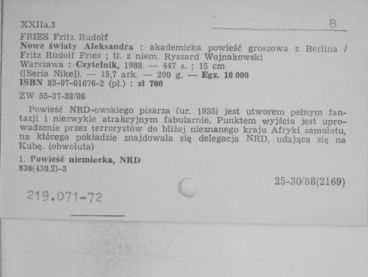 XXIIa.3
8
FRIES Fritz Rudolf
Nowe światy Aleksandra : akademicka powieść groszowa z Berlina /
Fritz Rudolf Fries ; tł. z niem. Ryszard Wojnakowski
Warszawa : Czytelnik, 1988. — 447 s. ; 15 cm
([Seria Nike]). — 15,7 ark. — 200 g. — Egz. 10 000
ISBN 83-07-01676-2 (pł.) : zł 700
ZW 55-37-38/86
Powieść NRD-owskiego pisarza (ur. 1935) jest utworem pełnym fan-
tazji i niezwykle atrakcyjnym fabularnie. Punktem wyjścia jest upro-
wadzenie przez terrorystów do bliżej nieznanego kraju Afryki samolotu,
na którego pokładzie znajdowała się delegacja NRD, udająca się na
Kubę. (obwoluta)
1. Powieść niemiecka, NRD
830(430.2)-3
25-30/88(2169)
219.071-72